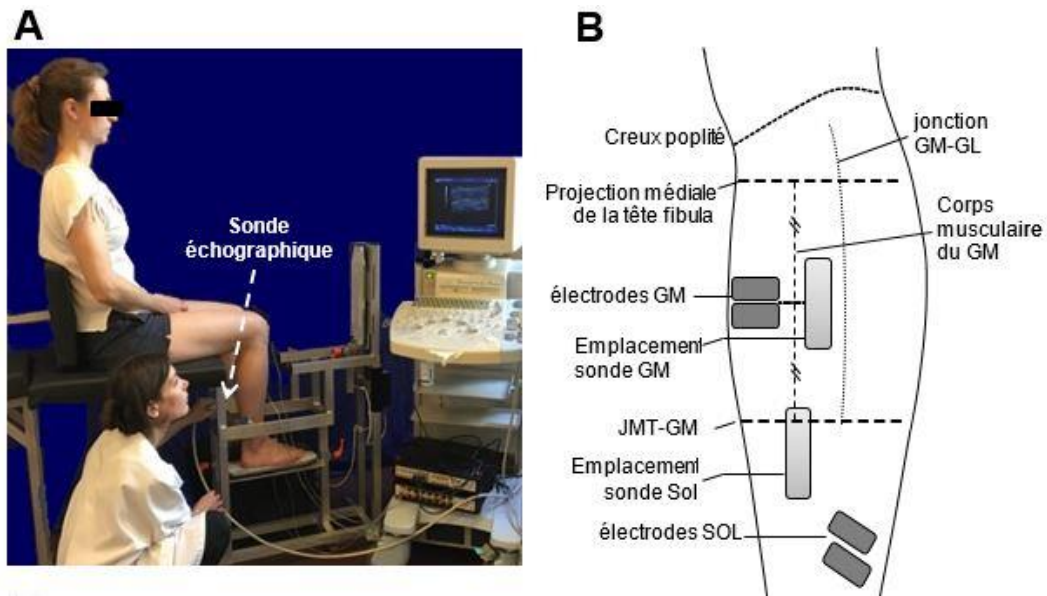 A
Sonde
échographique
B
Creux poplité
jonction
GM-GL
Projection médiale
de la tête fibula
Corps
musculaire
du GM
électrodes GM
Emplacement
sonde GM
JMT-GM
Emplacement
sonde Sol
électrodes SOL